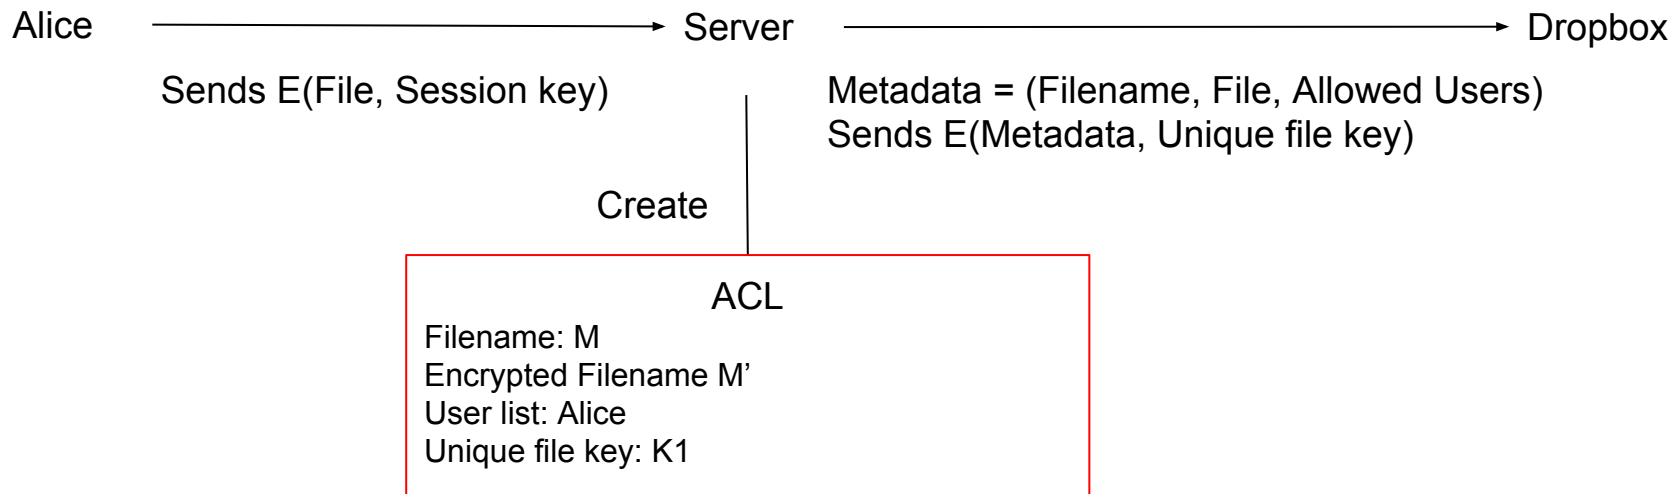 Alice
Server
Dropbox
Sends E(File, Session key)
Metadata = (Filename, File, Allowed Users)
Sends E(Metadata, Unique file key)
Create
ACL
Filename: M
Encrypted Filename M’
User list: Alice
Unique file key: K1